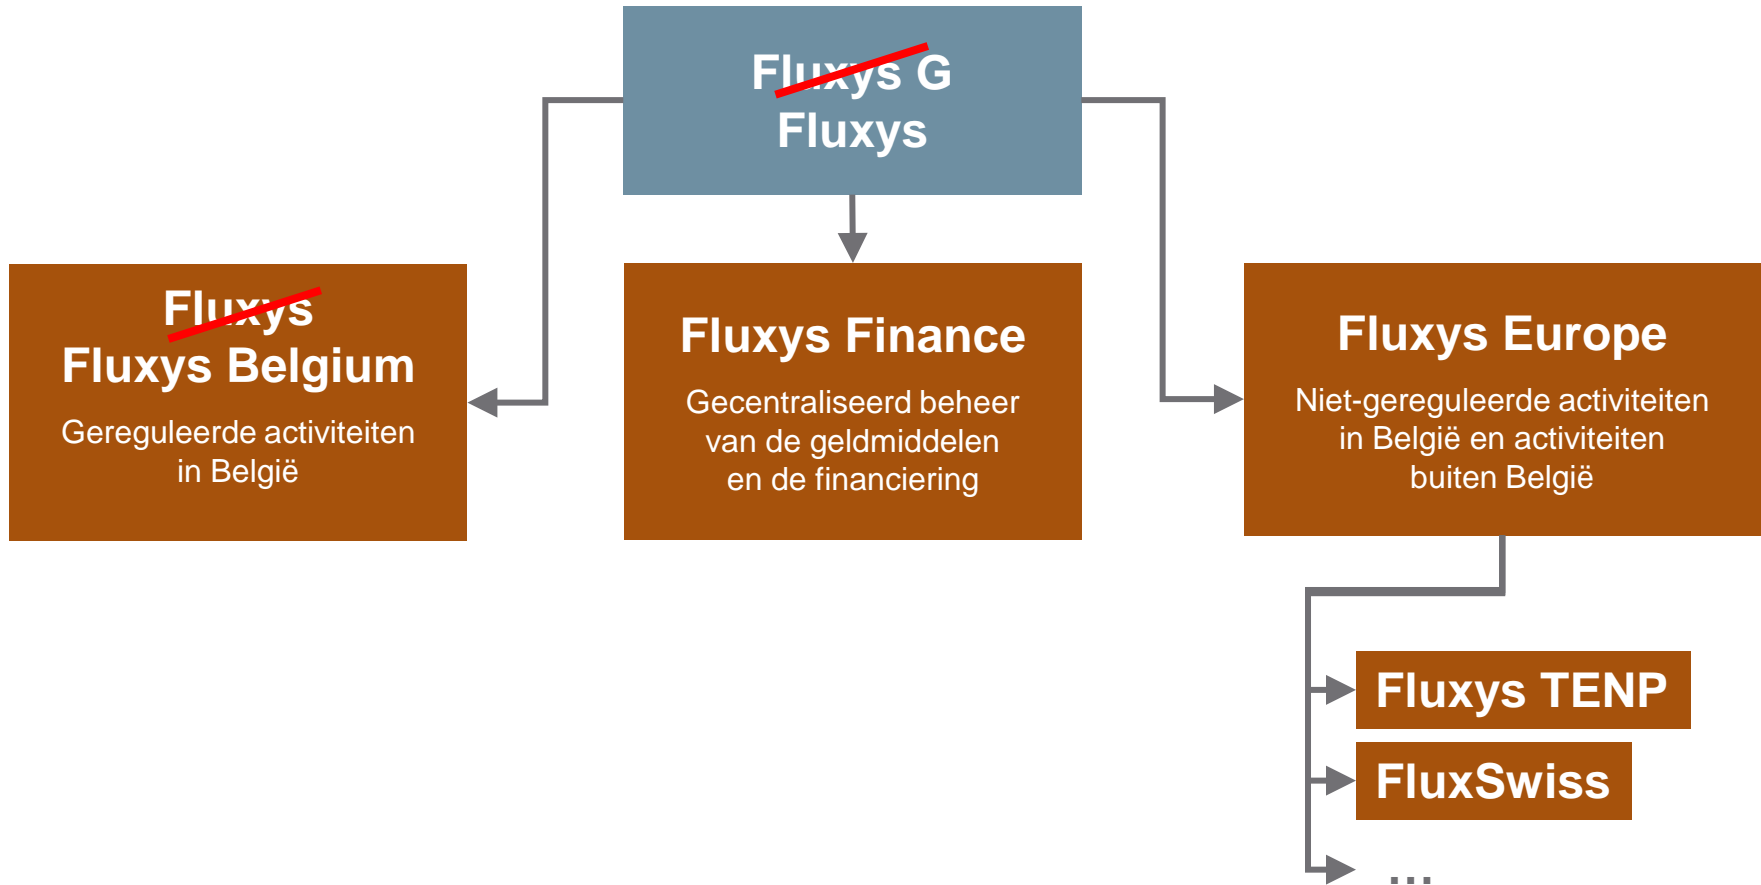 Fluxys G
Fluxys
Fluxys
Fluxys Belgium
Gereguleerde activiteiten
in België
Fluxys Finance
Gecentraliseerd beheer
van de geldmiddelen
en de financiering
Fluxys Europe
Niet-gereguleerde activiteiten
in België en activiteiten
buiten België
Fluxys TENP
FluxSwiss
...